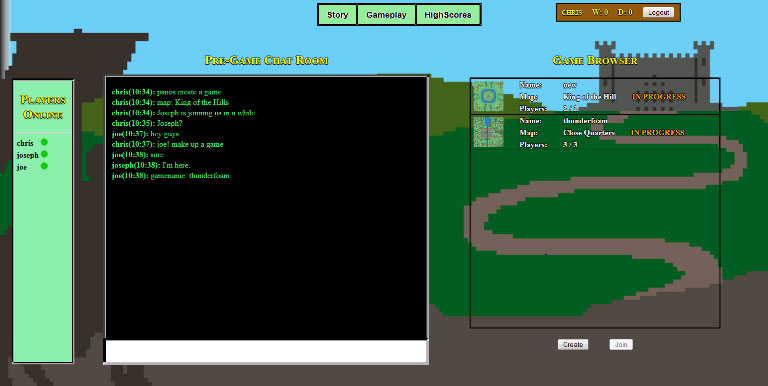 Story Gameplay HighScores
CHRIS W: 0 D: 0 Logout
Pre-Game Chat Room
Game Browser
Players
Online
chris
joseph
joe
chris(10:34): panos create a game
chris(10:34): map: King of the Hills
chris(10:34): Joseph is joining us in a while
chris(10:35): Joseph?
joe(10:37): hey guys
chris(10:37): joe! make up a game
joe(10:38): sure
joseph(10:38): I'm here.
joe(10:38): gamename: thunderfoam
Name: new
Map: King of the Hill IN PROGRESS
Players:
Name: thunderfoam
Map: Close Quarters IN PROGRESS
Players: 3 / 3
Create Join